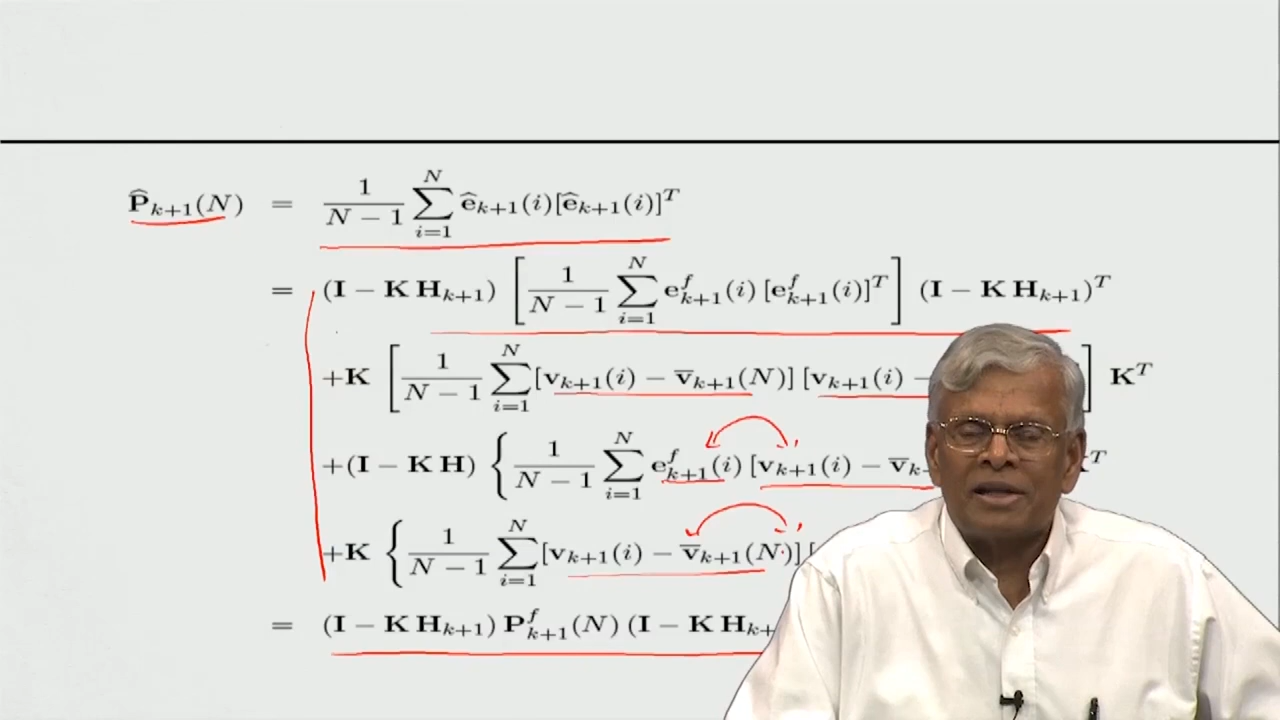 P̂ₖ₊₁(N) = \frac{1}{N-1} \sum_{i=1}^{N} ê_{k+1}(i)[ê_{k+1}(i)]^T
= (I − K H_{k+1}) [ \frac{1}{N-1} \sum_{i=1}^{N} e^f_{k+1}(i) [e^f_{k+1}(i)]^T ] (I − K H_{k+1})^T
+K [ \frac{1}{N-1} \sum_{i=1}^{N} [v_{k+1}(i) − v̅_{k+1}(N)] [v_{k+1}(i) − ] K^T
+(I − K H) { \frac{1}{N-1} \sum_{i=1}^{N} e^f_{k+1}(i) [v_{k+1}(i) − v̅_{k T
+K { \frac{1}{N-1} \sum_{i=1}^{N} [v_{k+1}(i) − v̅_{k+1}(N)] [
= (I − K H_{k+1}) P^f_{k+1}(N) (I − K H_{k+